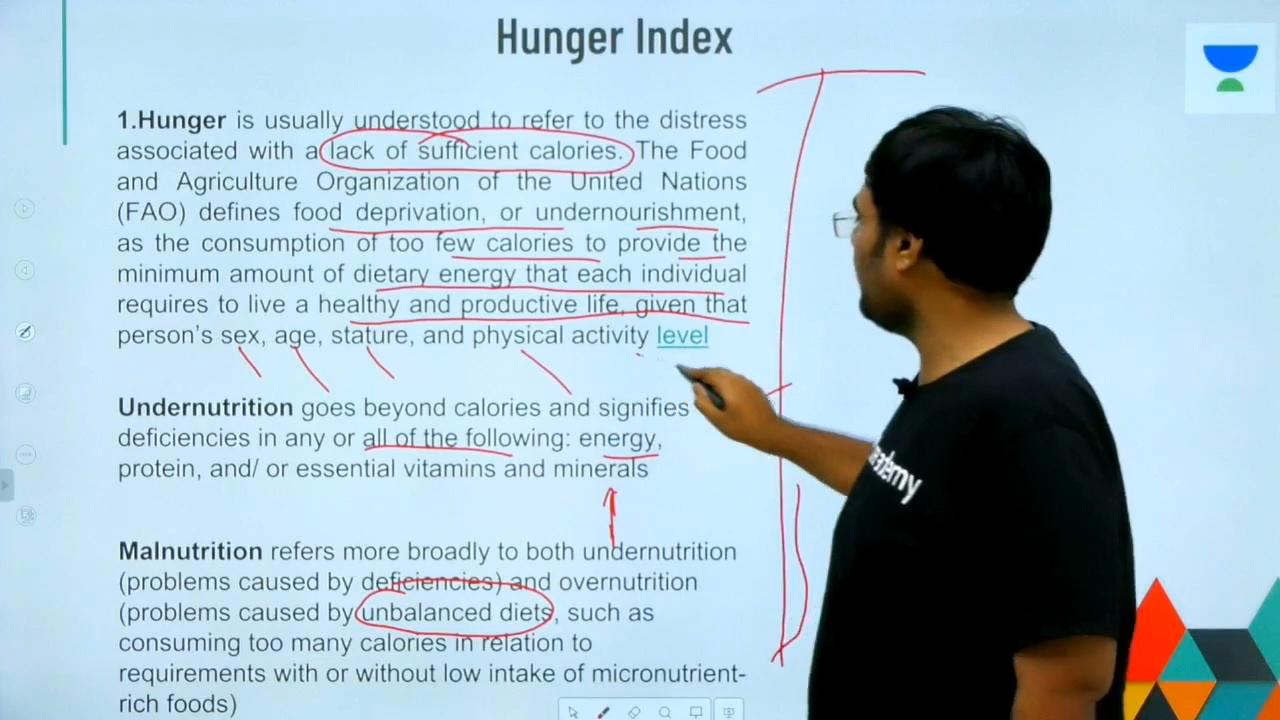 Hunger Index
1.Hunger is usually understood to refer to the distress
associated with a lack of sufficient calories. The Food
and Agriculture Organization of the United Nations
(FAO) defines food deprivation, or undernourishment,
as the consumption of too few calories to provide the
minimum amount of dietary energy that each individual
requires to live a healthy and productive life, given that
person's sex, age, stature, and physical activity level
Undernutrition goes beyond calories and signifies
deficiencies in any or all of the following: energy,
protein, and/ or essential vitamins and minerals
Malnutrition refers more broadly to both undernutrition
(problems caused by deficiencies) and overnutrition
(problems caused by unbalanced diets, such as
consuming too many calories in relation to
requirements with or without low intake of micronutrient-
rich foods)